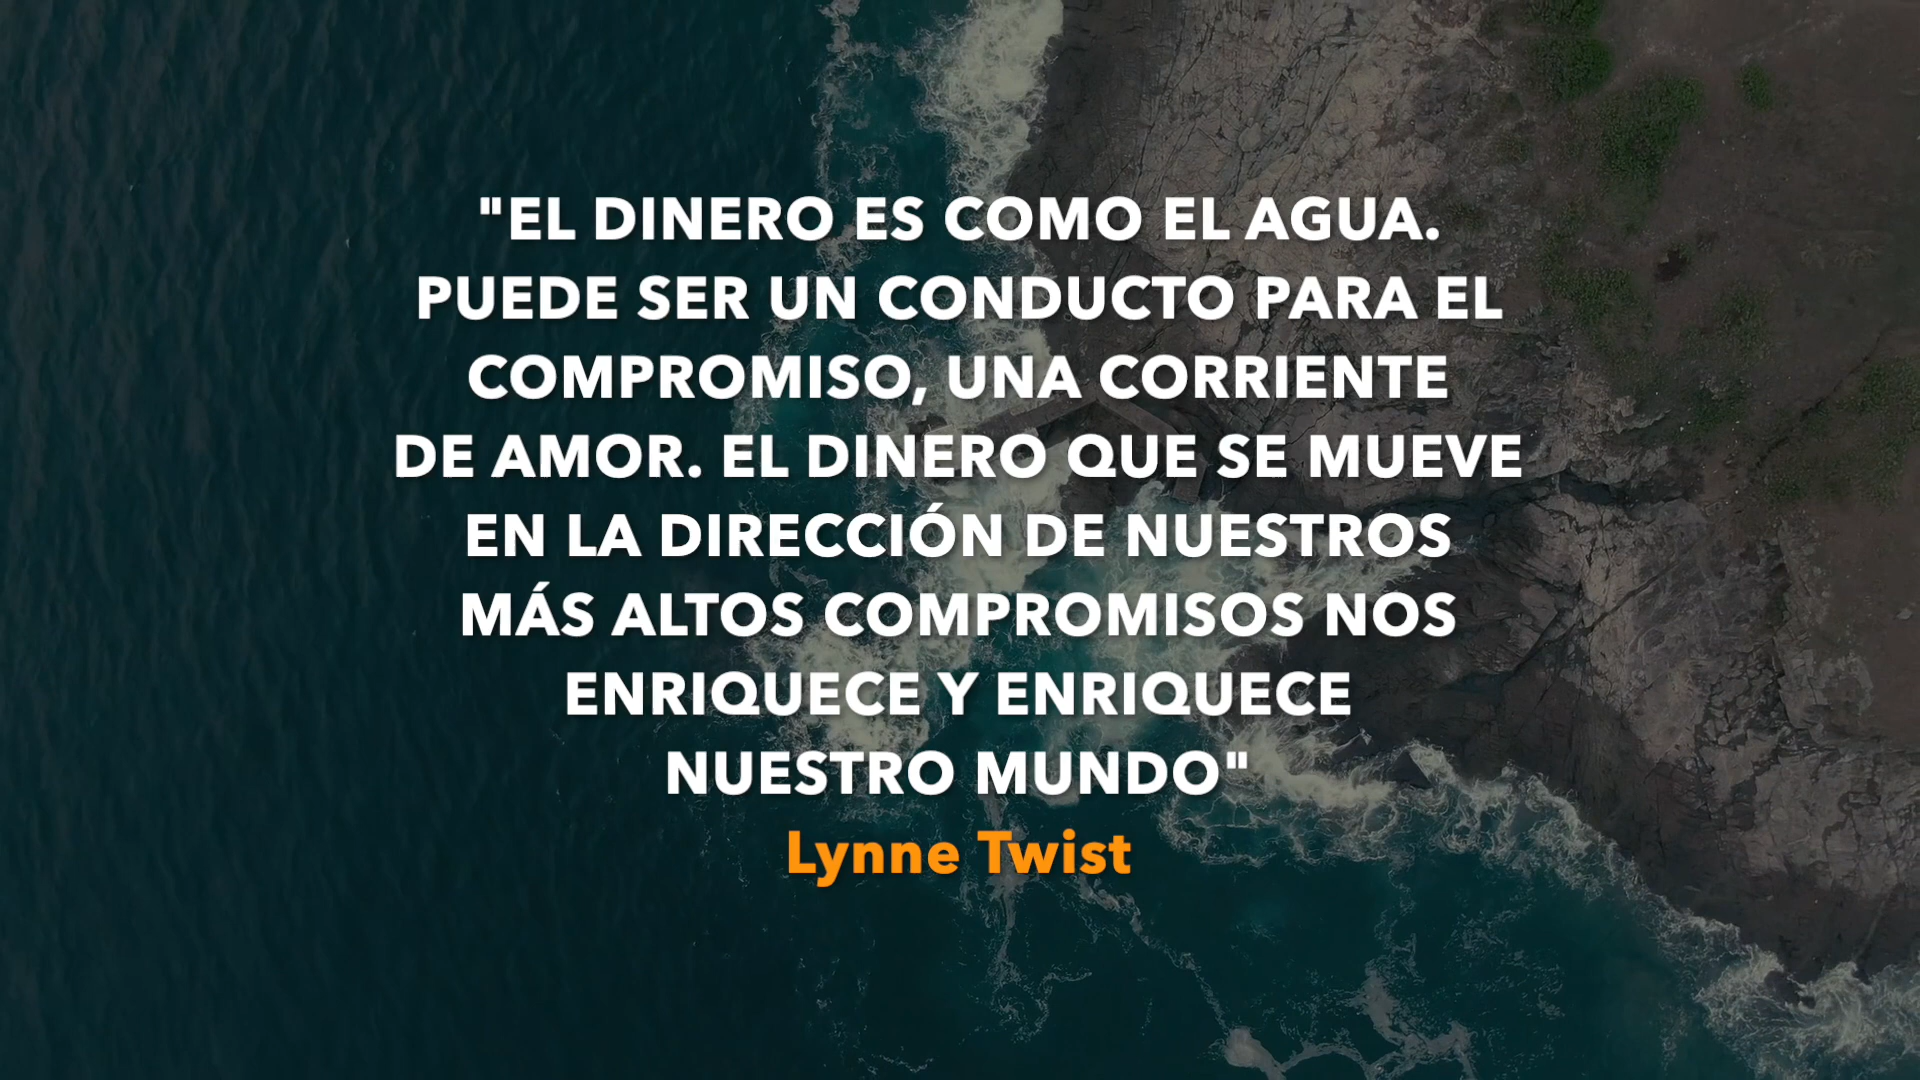 "EL DINERO ES COMO EL AGUA.
PUEDE SER UN CONDUCTO PARA EL
COMPROMISO, UNA CORRIENTE
DE AMOR. EL DINERO QUE SE MUEVE
EN LA DIRECCIÓN DE NUESTROS
MÁS ALTOS COMPROMISOS NOS
ENRIQUECE Y ENRIQUECE
NUESTRO MUNDO"
Lynne Twist